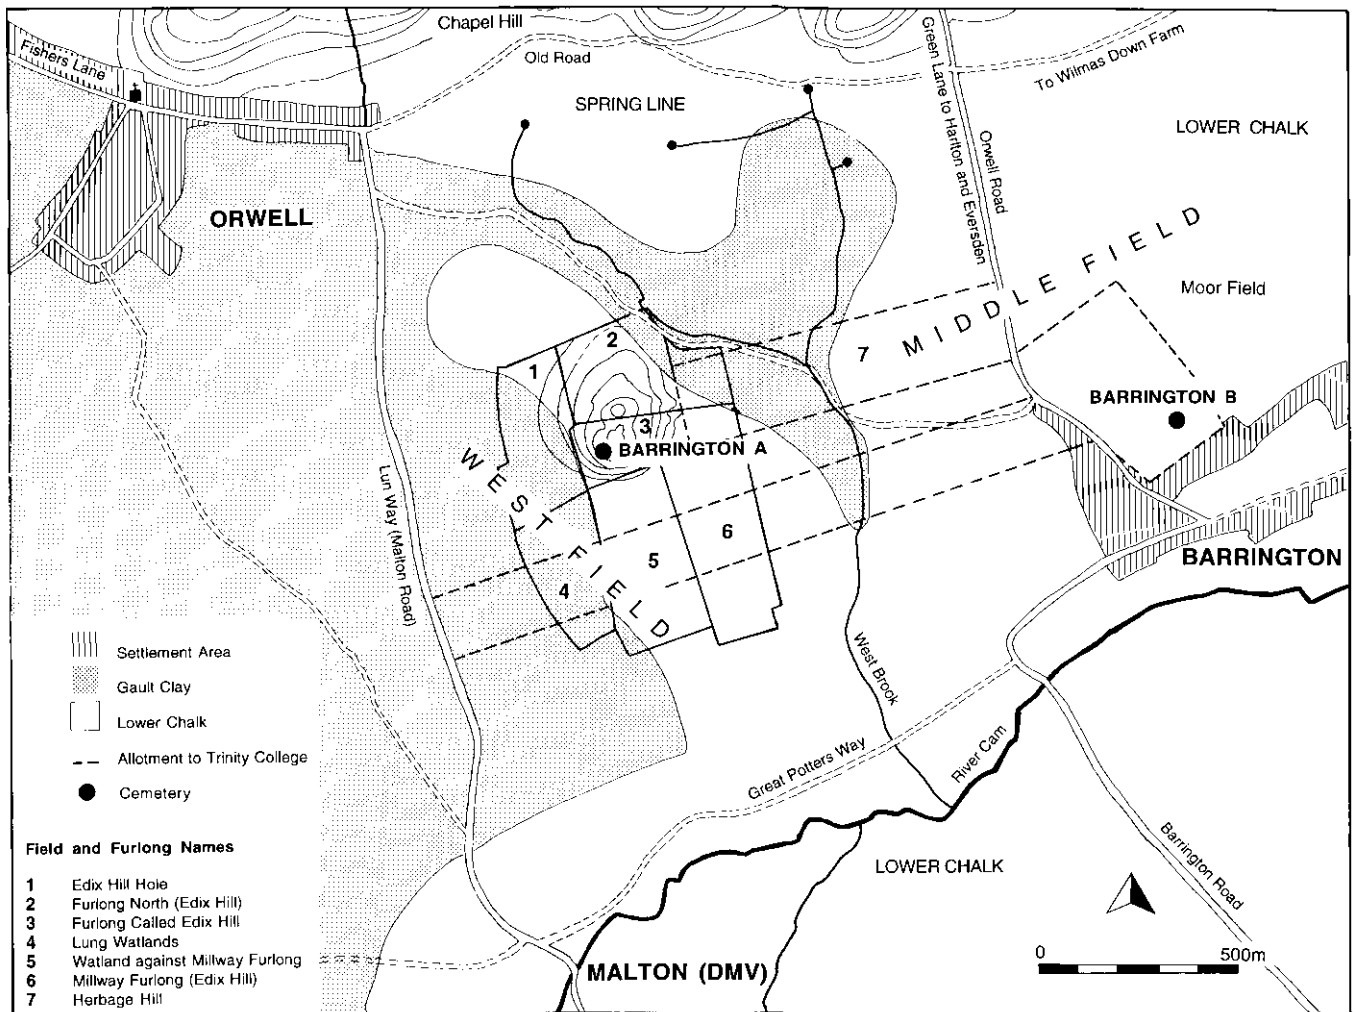 Chapel Hill
Fishers Lane
Old Road
Green Lane to Harlton and Eversden
To Wilmas Down Farm
SPRING LINE
LOWER CHALK
Orwell Road
ORWELL
MIDDLE FIELD
Moor Field
2
1
7
BARRINGTON B
3
BARRINGTON A
WEST FIELD
Lun Way (Malton Road)
6
5
4
BARRINGTON
West Brook
Settlement Area
Gault Clay
Lower Chalk
Allotment to Trinity College
Cemetery
Great Potters Way
River Cam
Barrington Road
LOWER CHALK
Field and Furlong Names
1 Edix Hill Hole
2 Furlong North (Edix Hill)
3 Furlong Called Edix Hill
4 Lung Watlands
5 Watland against Millway Furlong
6 Millway Furlong (Edix Hill)
7 Herbage Hill
MALTON (DMV)
0 500m